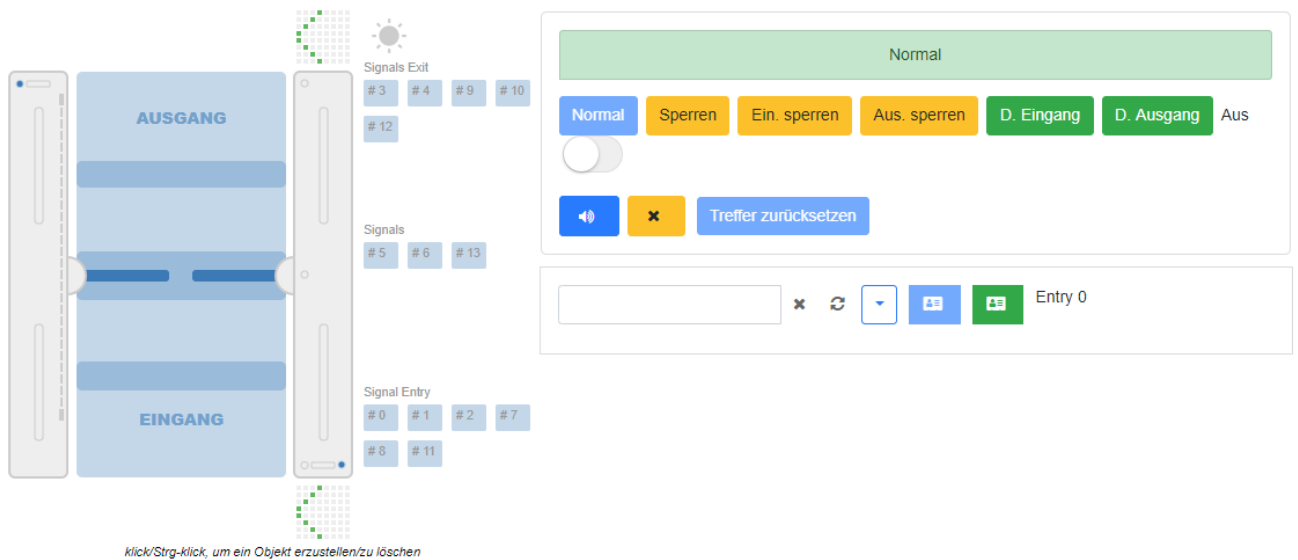 Signals Exit
# 3 # 4 # 9 # 10
# 12
AUSGANG
Signals
# 5 # 6 # 13
Signal Entry
# 0 # 1 # 2 # 7
# 8 # 11
EINGANG
klick/Strg-klick, um ein Objekt erzustellen/zu löschen
Normal
Normal Sperren Ein. sperren Aus. sperren D. Eingang D. Ausgang Aus
Treffer zurücksetzen
Entry 0